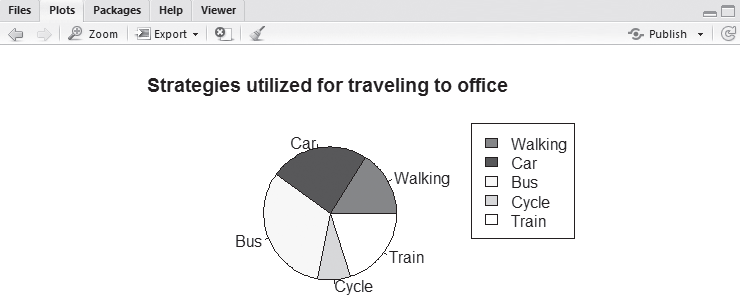 Files Plots Packages Help Viewer
Zoom Export Publish
Strategies utilized for traveling to office
Car
Walking
Bus
Train
Cycle
Walking
Car
Bus
Cycle
Train